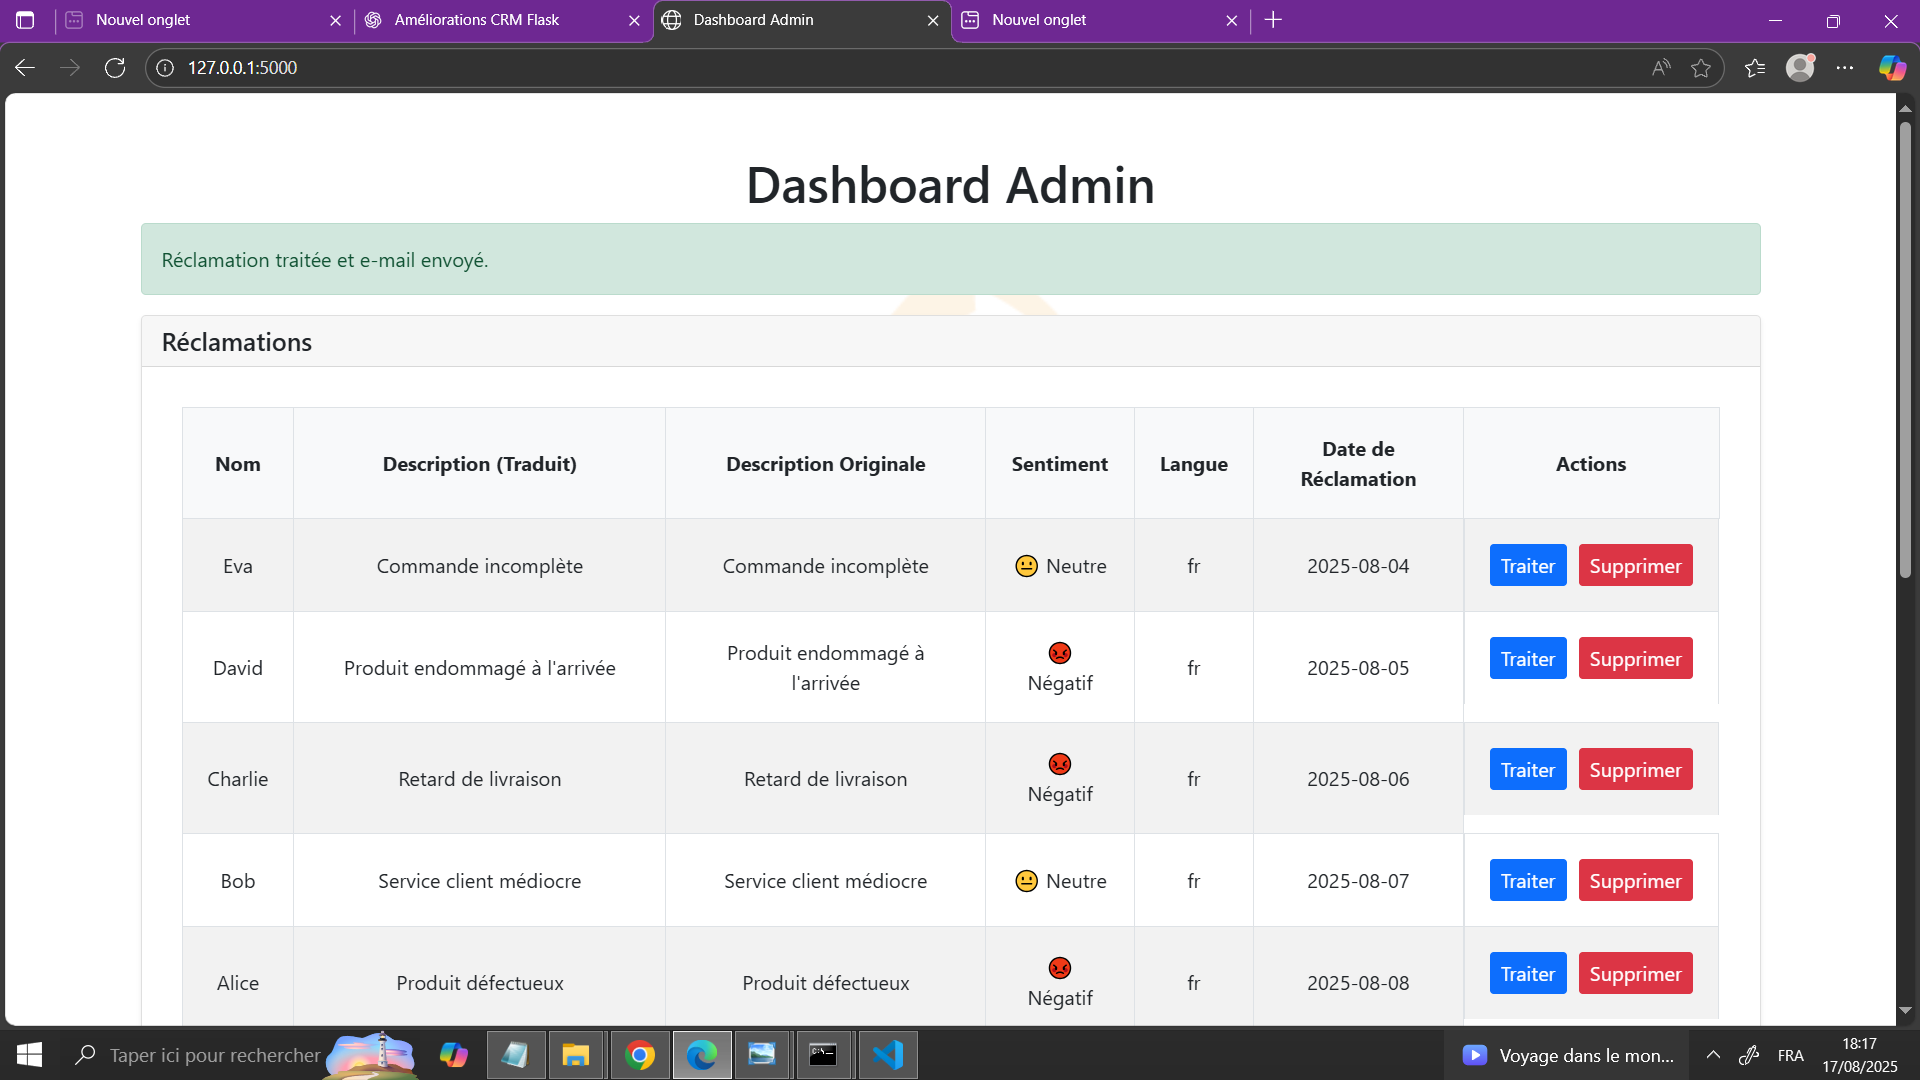 Nouvel onglet
Améliorations CRM Flask
Dashboard Admin
Nouvel onglet
127.0.0.1:5000
Dashboard Admin
Réclamation traitée et e-mail envoyé.
Réclamations
Nom
Description (Traduit)
Description Originale
Sentiment
Langue
Date de
Réclamation
Actions
Eva
Commande incomplète
Commande incomplète
Neutre
fr
2025-08-04
Traiter
Supprimer
David
Produit endommagé à l'arrivée
Produit endommagé à
l'arrivée
Négatif
fr
2025-08-05
Traiter
Supprimer
Charlie
Retard de livraison
Retard de livraison
Négatif
fr
2025-08-06
Traiter
Supprimer
Bob
Service client médiocre
Service client médiocre
Neutre
fr
2025-08-07
Traiter
Supprimer
Alice
Produit défectueux
Produit défectueux
Négatif
fr
2025-08-08
Traiter
Supprimer
Taper ici pour rechercher
Voyage dans le mon...
FRA
18:17
17/08/2025